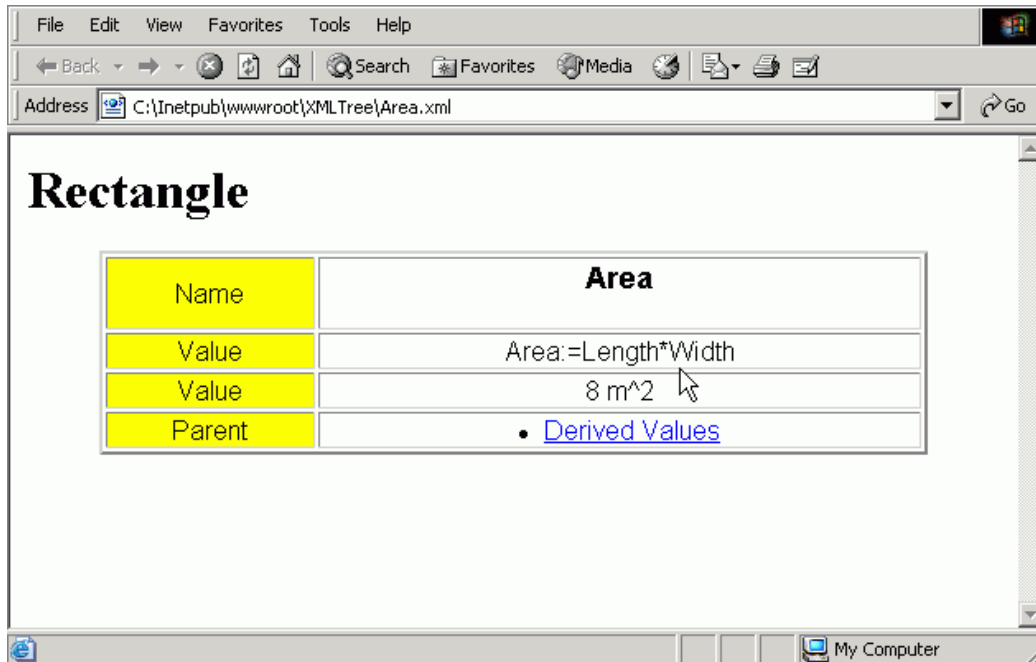 File Edit View Favorites Tools Help
Back Search Favorites Media
Address C:\Inetpub\wwwroot\XMLTree\Area.xml Go
Rectangle
Name Area
Value Area:=Length*Width
Value 8 m^2
Parent • Derived Values
My Computer